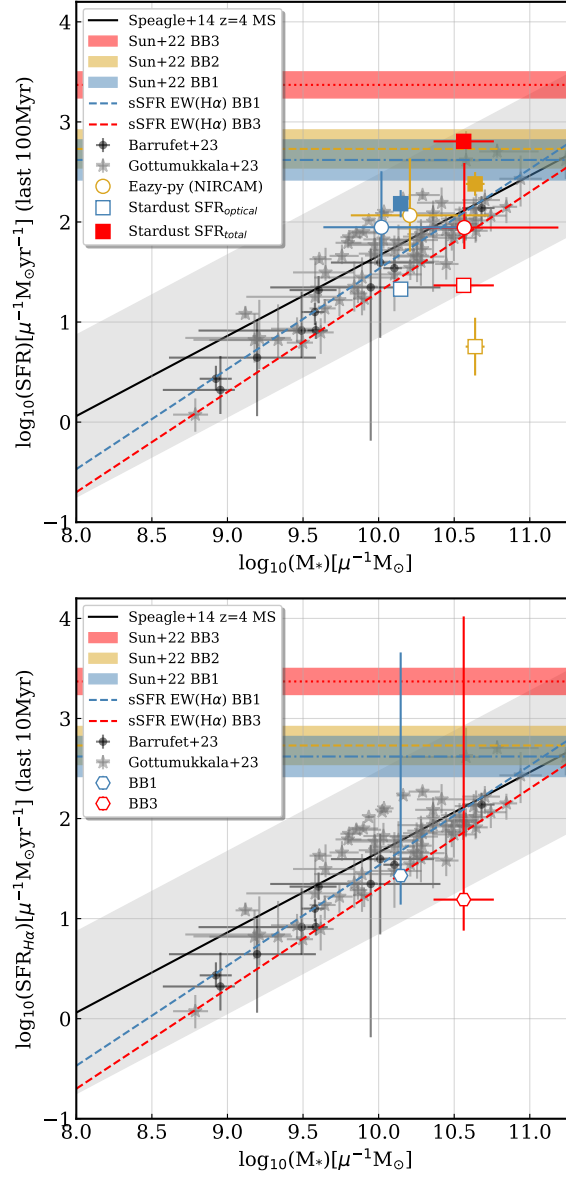 Speagle+14 z=4 MS
Sun+22 BB3
Sun+22 BB2
Sun+22 BB1
sSFR EW(Hα) BB1
sSFR EW(Hα) BB3
Barrufet+23
Gottumukkala+23
Eazy-py (NIRCAM)
Stardust SFR_optical
Stardust SFR_total
log₁₀(SFR)[μ⁻¹M⊙yr⁻¹] (last 100Myr)
4
3
2
1
0
−1
8.0 8.5 9.0 9.5 10.0 10.5 11.0
log₁₀(M*)[μ⁻¹M⊙]
Speagle+14 z=4 MS
Sun+22 BB3
Sun+22 BB2
Sun+22 BB1
sSFR EW(Hα) BB1
sSFR EW(Hα) BB3
Barrufet+23
Gottumukkala+23
BB1
BB3
log₁₀(SFR_Hα)[μ⁻¹M⊙yr⁻¹] (last 10Myr)
4
3
2
1
0
−1
8.0 8.5 9.0 9.5 10.0 10.5 11.0
log₁₀(M*)[μ⁻¹M⊙]